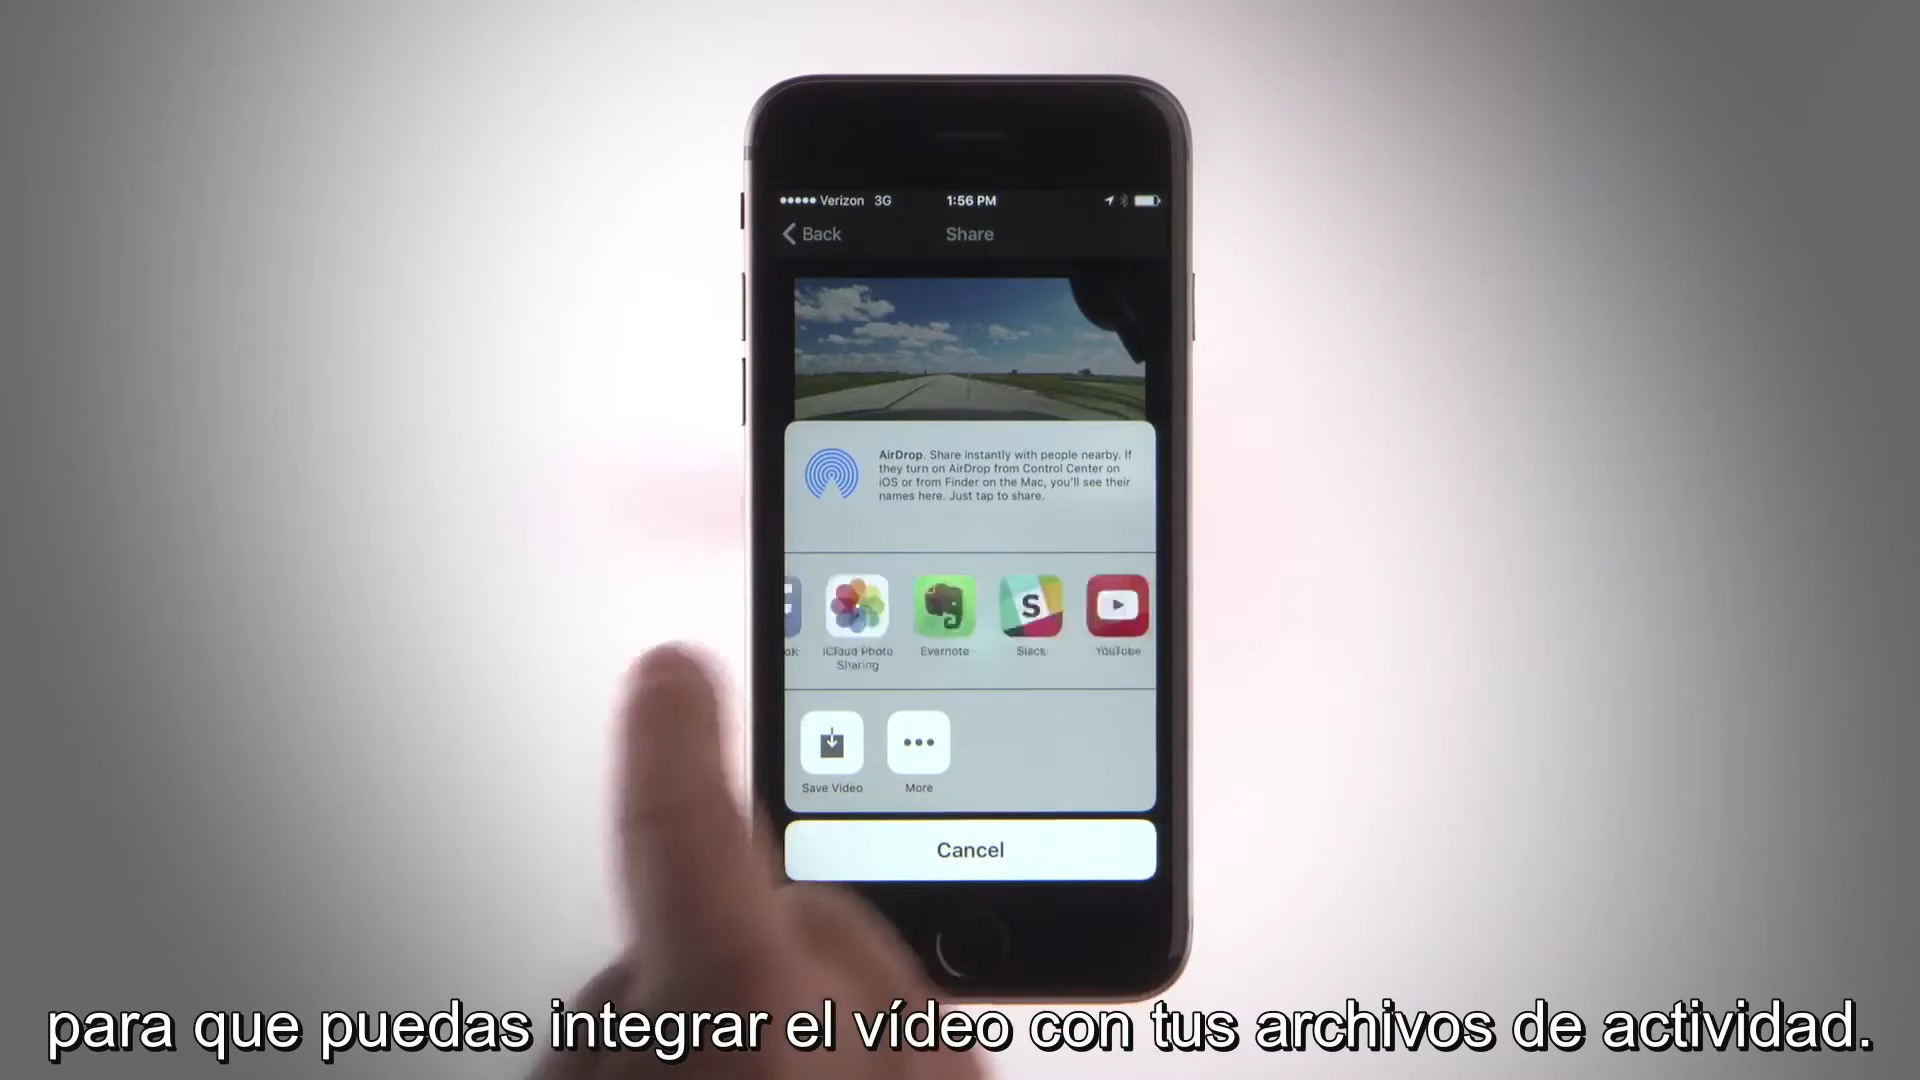 Verizon 3G 1:56 PM
Back Share
AirDrop. Share instantly with people nearby. If
they turn on AirDrop from Control Center on
iOS or from Finder on the Mac, you'll see their
names here. Just tap to share.
S
iCloud Photo Evernote Slack YouTube
Sharing
Save Video More
Cancel
para que puedas integrar el vídeo con tus archivos de actividad.